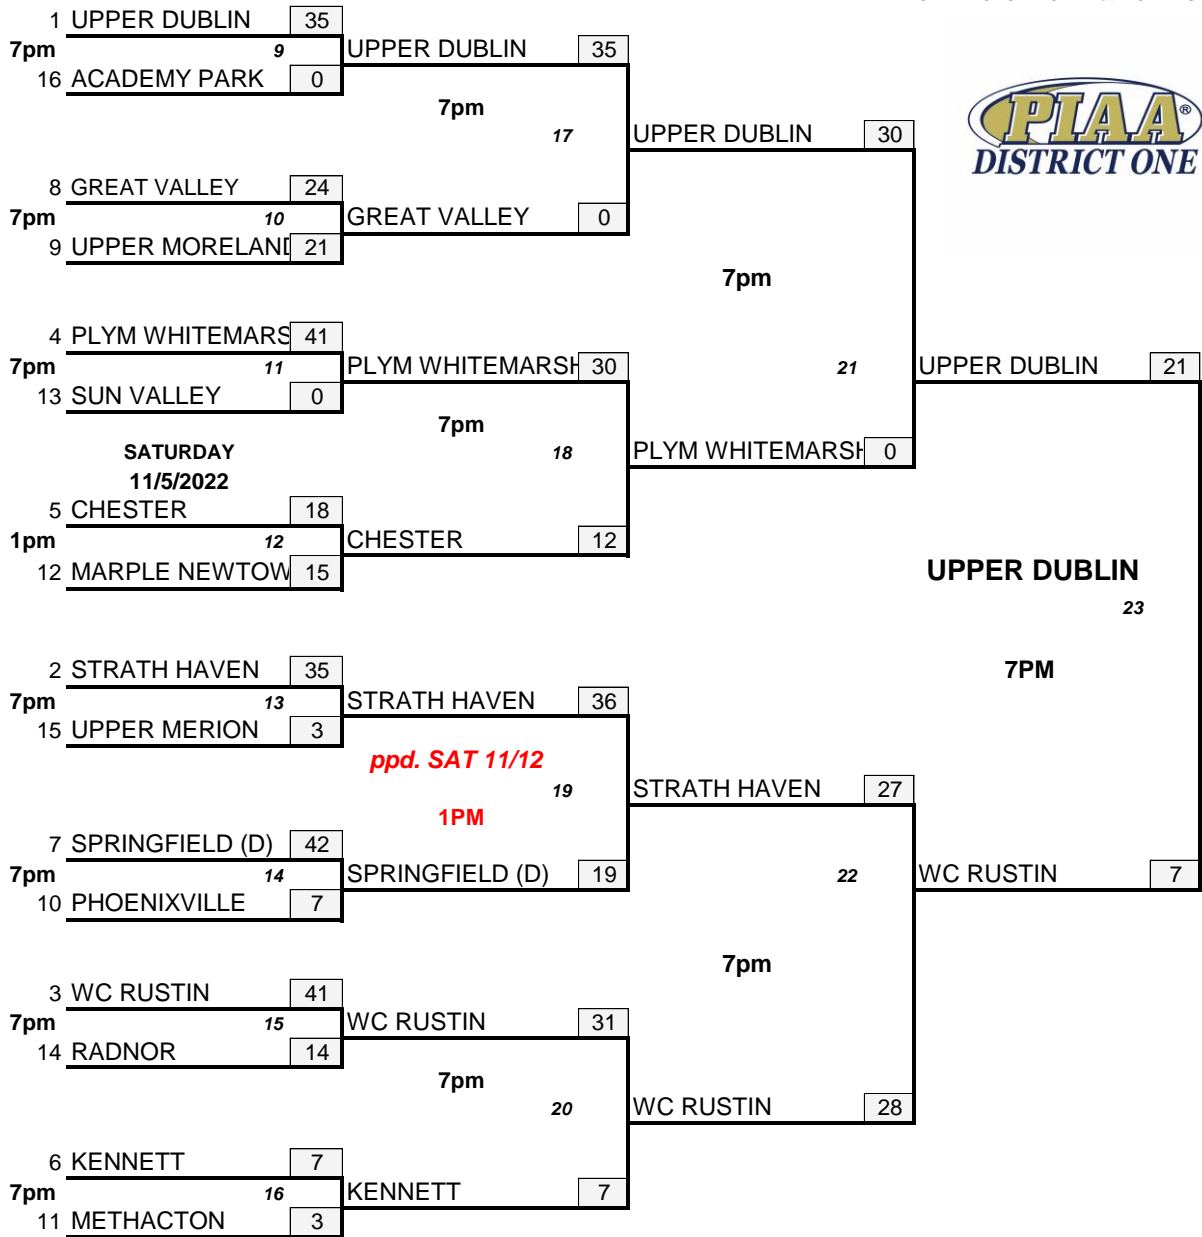 1 UPPER DUBLIN 35
7pm 9 UPPER DUBLIN 35
16 ACADEMY PARK 0
7pm
17 UPPER DUBLIN 30
PIAA®
DISTRICT ONE
8 GREAT VALLEY 24
7pm 10 GREAT VALLEY 0
9 UPPER MORELAND 21
7pm
4 PLYM WHITEMARS 41
7pm 11 PLYM WHITEMARSH 30
21 UPPER DUBLIN 21
13 SUN VALLEY 0
7pm
SATURDAY
18 PLYM WHITEMARSH 0
11/5/2022
5 CHESTER 18
1pm 12 CHESTER 12
12 MARPLE NEWTOW 15
UPPER DUBLIN
23
2 STRATH HAVEN 35
7PM
7pm 13 STRATH HAVEN 36
15 UPPER MERION 3
ppd. SAT 11/12
19 STRATH HAVEN 27
1PM
7 SPRINGFIELD (D) 42
7pm 14 SPRINGFIELD (D) 19
22 WC RUSTIN 7
10 PHOENIXVILLE 7
7pm
3 WC RUSTIN 41
7pm 15 WC RUSTIN 31
14 RADNOR 14
7pm
20 WC RUSTIN 28
6 KENNETT 7
7pm 16 KENNETT 7
11 METHACTON 3